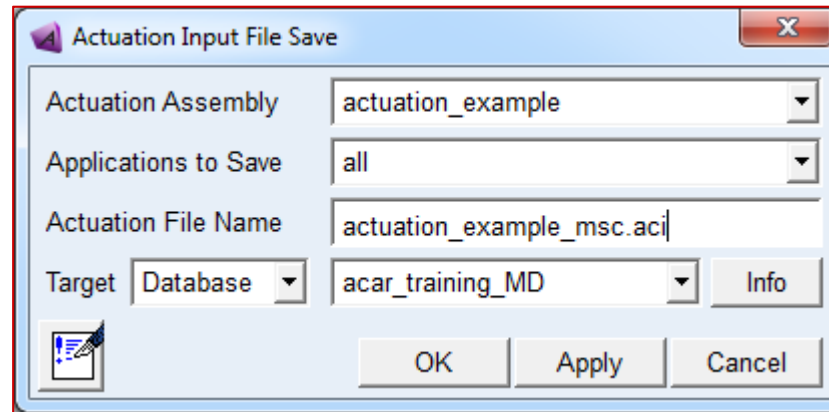 Actuation Input File Save
Actuation Assembly actuation_example
Applications to Save all
Actuation File Name actuation_example_msc.aci
Target Database acar_training_MD Info
OK Apply Cancel